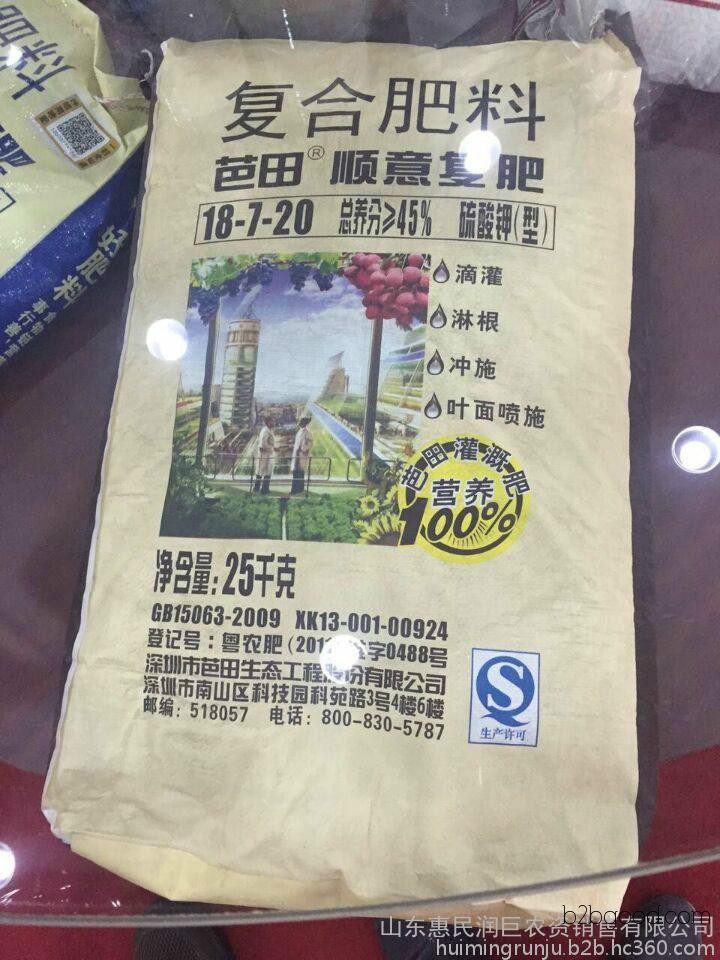 复合肥料
芭田® 顺意复肥
18-7-20 总养分≥45% 硫酸钾(型)
滴灌
淋根
冲施
叶面喷施
芭田灌溉肥
营养
100%
净含量:25千克
GB15063-2009 XK13-001-00924
登记号:粤农肥(201 字0488号
深圳市芭田生态工程股份有限公司
深圳市南山区科技园科苑路3号4楼6楼
邮编:518057 电话:800-830-5787
QS
生产许可
好肥料
山东惠民润巨农资销售有限公司
huimingrunju.b2b.hc360.com